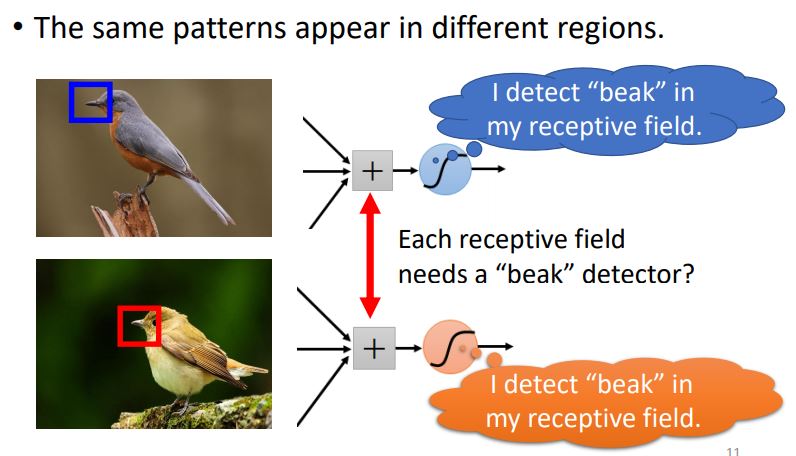 • The same patterns appear in different regions.
I detect “beak” in
my receptive field.
+
Each receptive field
needs a “beak” detector?
+
I detect “beak” in
my receptive field.
11